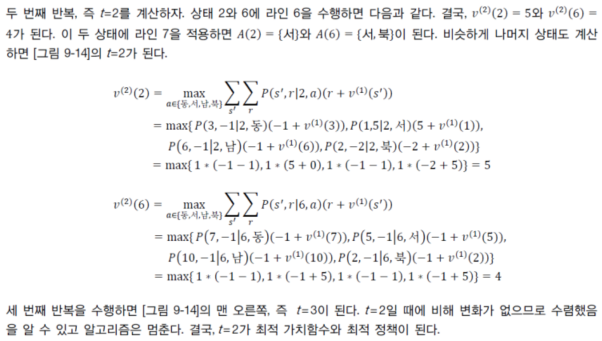 두 번째 반복, 즉 t=2를 계산하자. 상태 2와 6에 라인 6을 수행하면 다음과 같다. 결국, v⁽²⁾(2) = 5와 v⁽²⁾(6) =
4가 된다. 이 두 상태에 라인 7을 적용하면 A(2) = {서}와 A(6) = {서, 북}이 된다. 비슷하게 나머지 상태도 계산
하면 [그림 9-14]의 t=2가 된다.
v⁽²⁾(2) = max_{a∈{동,서,남,북}} ∑_{s′} ∑_{r} P(s′, r|2, a)(r + v⁽¹⁾(s′))
= max{P(3, −1|2, 동)(−1 + v⁽¹⁾(3)), P(1,5|2, 서)(5 + v⁽¹⁾(1)),
P(6, −1|2, 남)(−1 + v⁽¹⁾(6)), P(2, −2|2, 북)(−2 + v⁽¹⁾(2))}
= max{1 ∗ (−1 −1), 1 ∗ (5 + 0), 1 ∗ (−1 −1), 1 ∗ (−2 + 5)} = 5
v⁽²⁾(6) = max_{a∈{동,서,남,북}} ∑_{s′} ∑_{r} P(s′, r|6, a)(r + v⁽¹⁾(s′))
= max{P(7, −1|6, 동)(−1 + v⁽¹⁾(7)), P(5, −1|6, 서)(−1 + v⁽¹⁾(5)),
P(10, −1|6, 남)(−1 + v⁽¹⁾(10)), P(2, −1|6, 북)(−1 + v⁽¹⁾(2))}
= max{1 ∗ (−1 −1), 1 ∗ (−1 + 5), 1 ∗ (−1 −1), 1 ∗ (−1 + 5)} = 4
세 번째 반복을 수행하면 [그림 9-14]의 맨 오른쪽, 즉 t=3이 된다. t=2일 때에 비해 변화가 없으므로 수렴했음
을 알 수 있고 알고리즘은 멈춘다. 결국, t=2가 최적 가치함수와 최적 정책이 된다.